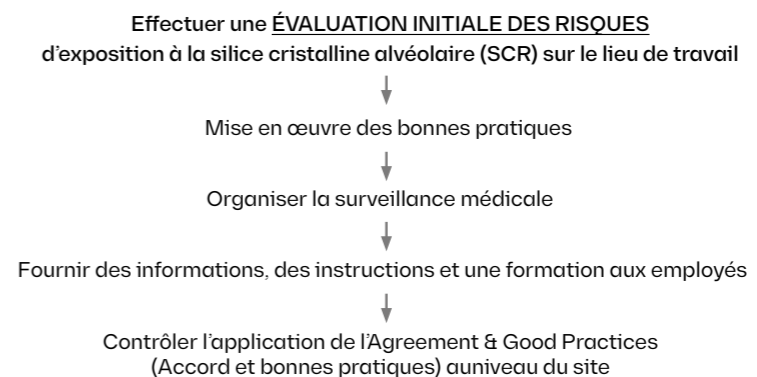 Effectuer une ÉVALUATION INITIALE DES RISQUES
d'exposition à la silice cristalline alvéolaire (SCR) sur le lieu de travail
Mise en œuvre des bonnes pratiques
Organiser la surveillance médicale
Fournir des informations, des instructions et une formation aux employés
Contrôler l'application de l'Agreement & Good Practices
(Accord et bonnes pratiques) auniveau du site